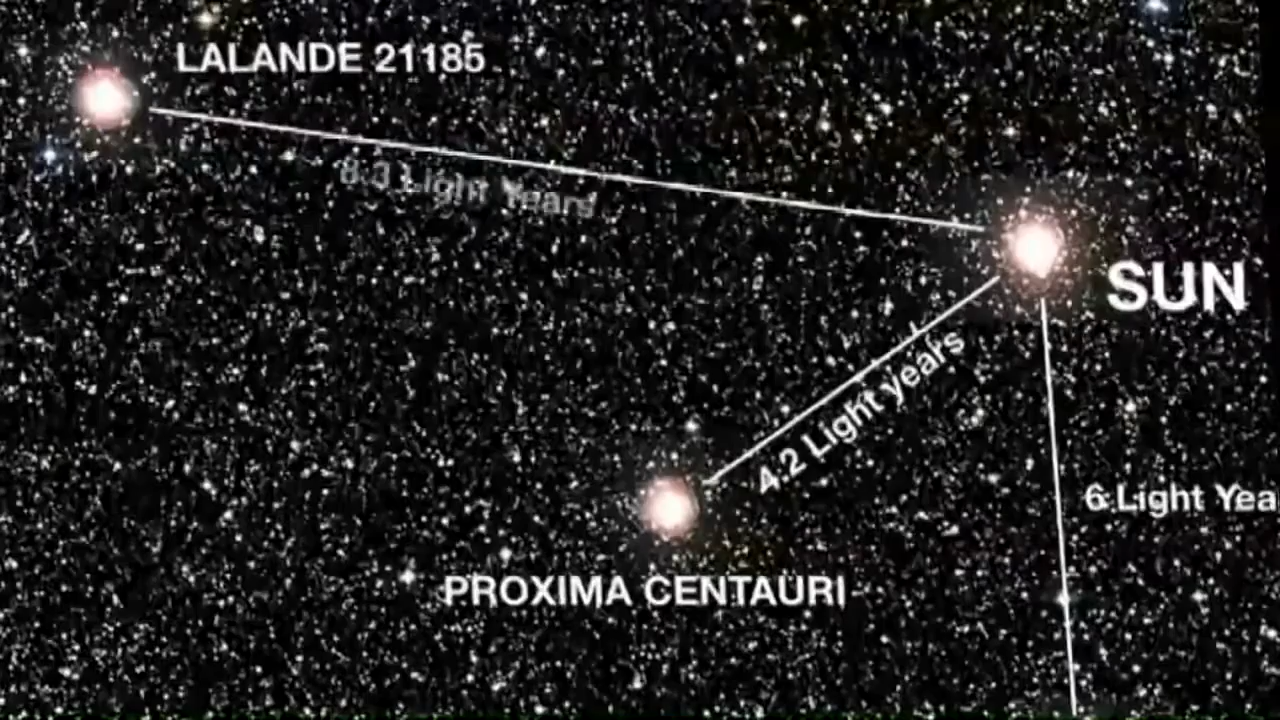 LALANDE 21185
8.3 Light Years
SUN
4.2 Light years
6 Light Yea
PROXIMA CENTAURI